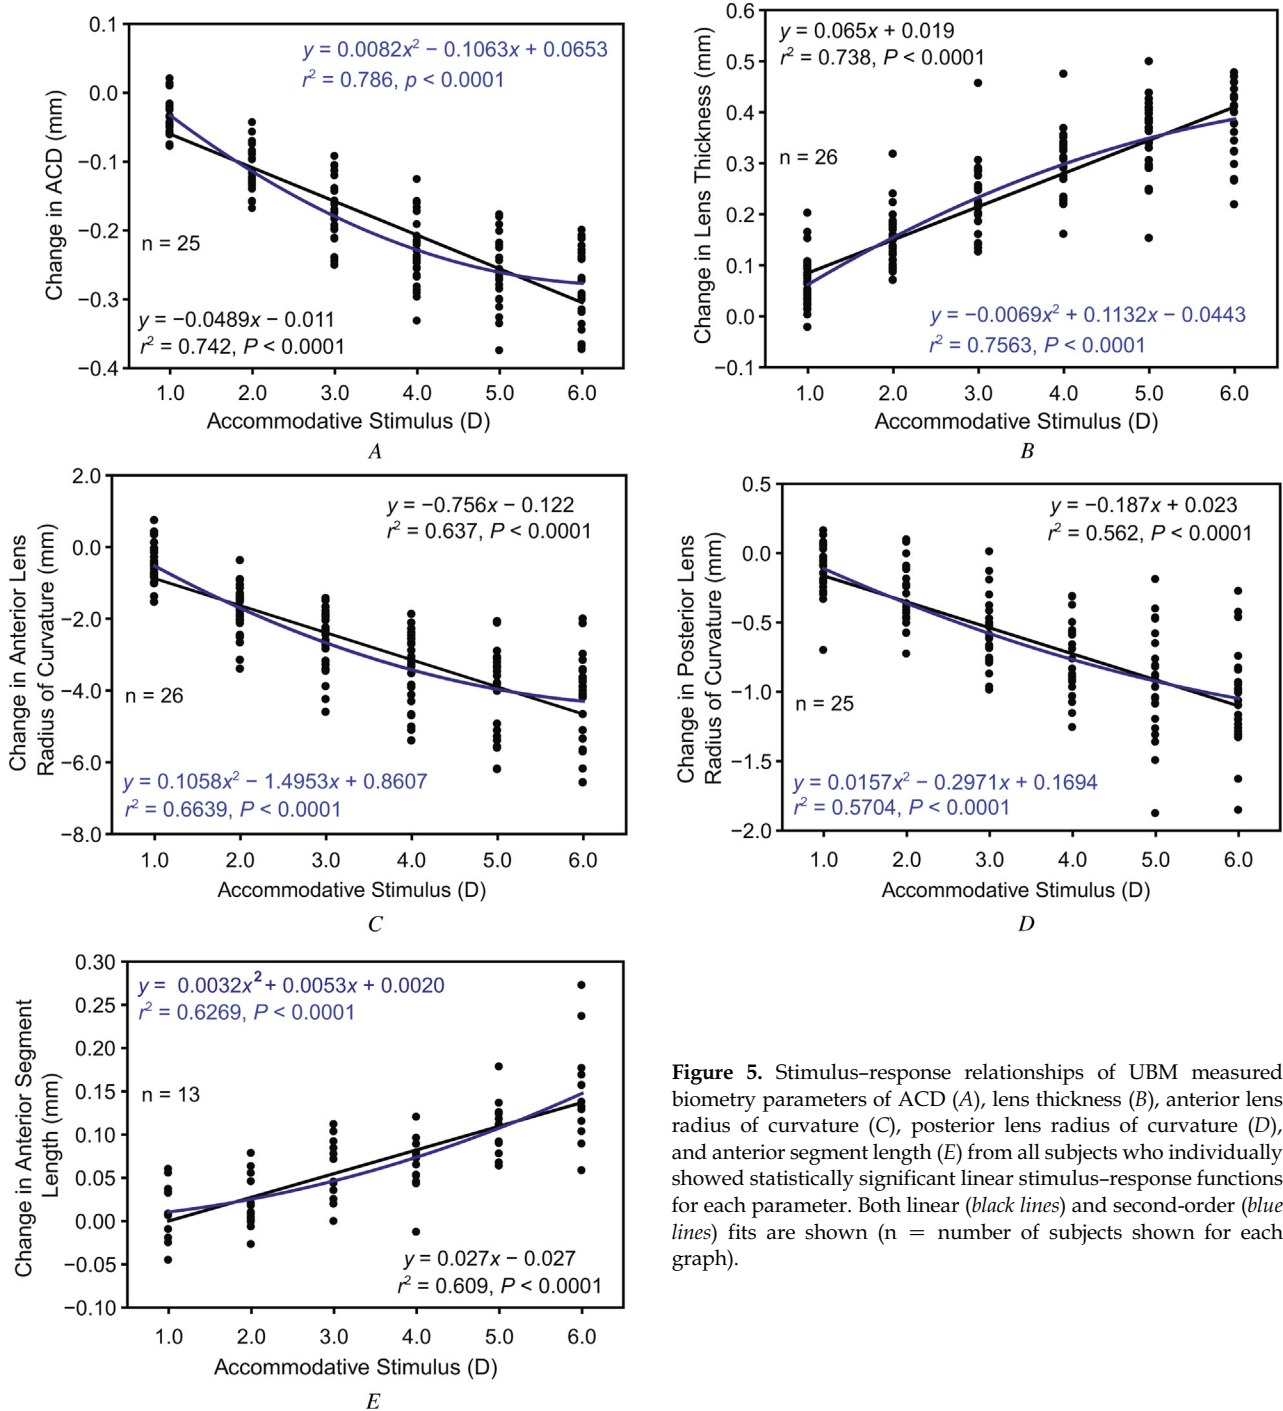 0.1
0.0
−0.1
−0.2
−0.3
−0.4
Change in ACD (mm)
y = 0.0082x² − 0.1063x + 0.0653
r² = 0.786, p < 0.0001
n = 25
y = −0.0489x − 0.011
r² = 0.742, P < 0.0001
1.0 2.0 3.0 4.0 5.0 6.0
Accommodative Stimulus (D)
A
0.6
0.5
0.4
0.3
0.2
0.1
0.0
−0.1
Change in Lens Thickness (mm)
y = 0.065x + 0.019
r² = 0.738, P < 0.0001
n = 26
y = −0.0069x² + 0.1132x − 0.0443
r² = 0.7563, P < 0.0001
1.0 2.0 3.0 4.0 5.0 6.0
Accommodative Stimulus (D)
B
2.0
0.0
−2.0
−4.0
−6.0
−8.0
Change in Anterior Lens
Radius of Curvature (mm)
y = −0.756x − 0.122
r² = 0.637, P < 0.0001
n = 26
y = 0.1058x² − 1.4953x + 0.8607
r² = 0.6639, P < 0.0001
1.0 2.0 3.0 4.0 5.0 6.0
Accommodative Stimulus (D)
C
0.5
0.0
−0.5
−1.0
−1.5
−2.0
Change in Posterior Lens
Radius of Curvature (mm)
y = −0.187x + 0.023
r² = 0.562, P < 0.0001
n = 25
y = 0.0157x² − 0.2971x + 0.1694
r² = 0.5704, P < 0.0001
1.0 2.0 3.0 4.0 5.0 6.0
Accommodative Stimulus (D)
D
0.30
0.25
0.20
0.15
0.10
0.05
0.00
−0.05
−0.10
Change in Anterior Segment
Length (mm)
y = 0.0032x² + 0.0053x + 0.0020
r² = 0.6269, P < 0.0001
n = 13
y = 0.027x − 0.027
r² = 0.609, P < 0.0001
1.0 2.0 3.0 4.0 5.0 6.0
Accommodative Stimulus (D)
E
Figure 5. Stimulus–response relationships of UBM measured
biometry parameters of ACD (A), lens thickness (B), anterior lens
radius of curvature (C), posterior lens radius of curvature (D),
and anterior segment length (E) from all subjects who individually
showed statistically significant linear stimulus–response functions
for each parameter. Both linear (black lines) and second-order (blue
lines) fits are shown (n = number of subjects shown for each
graph).